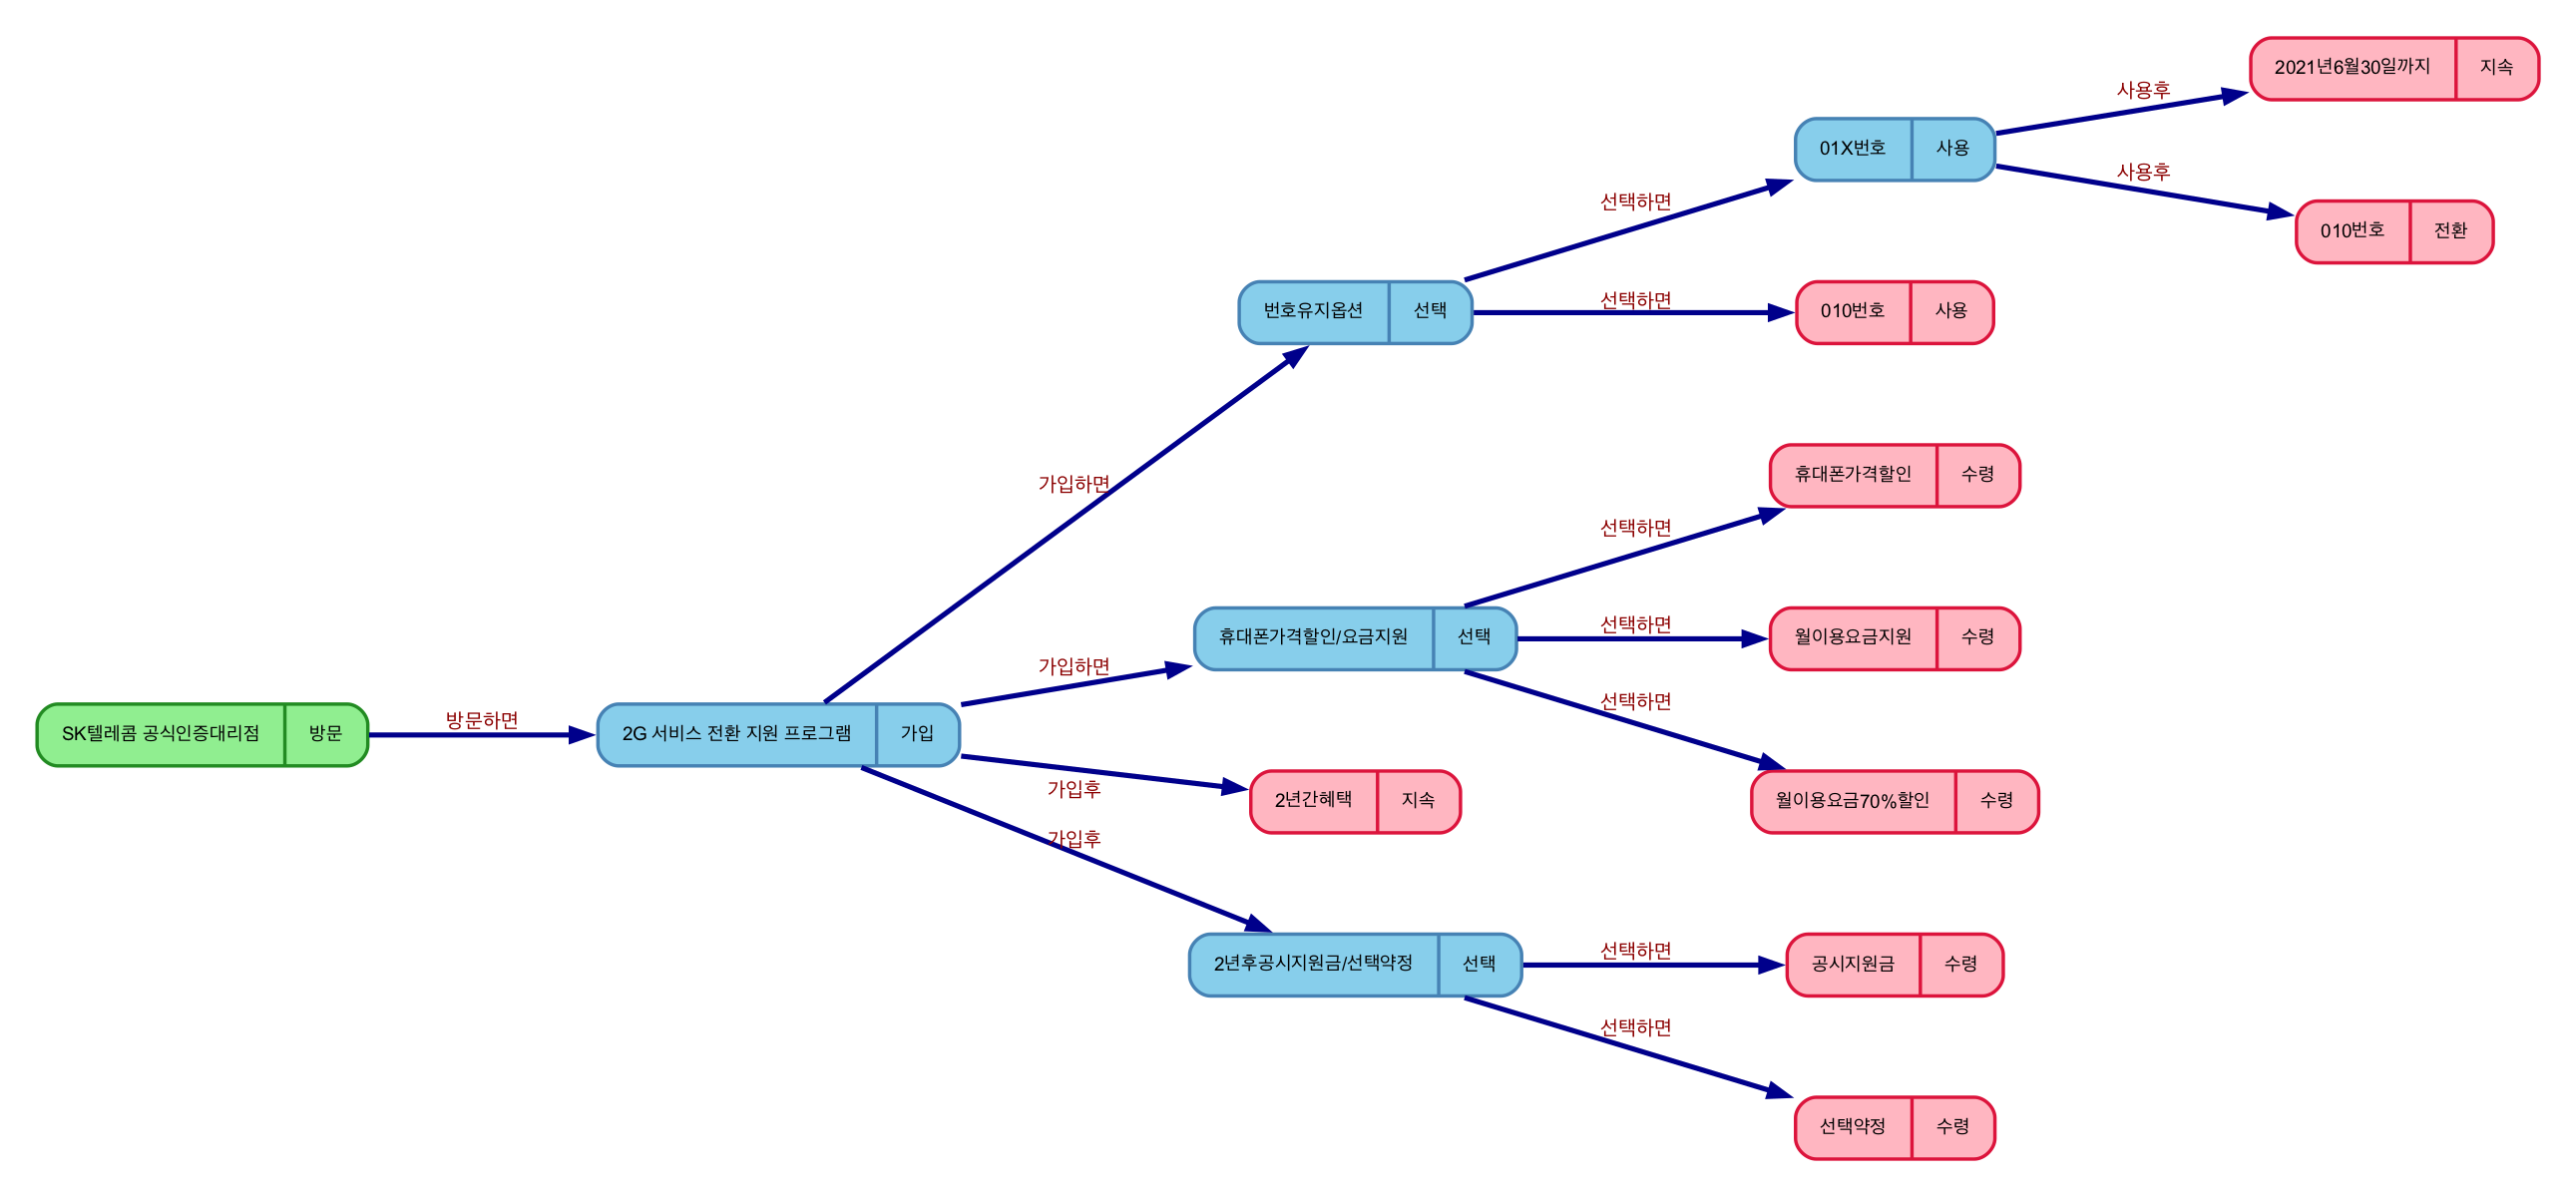 SK텔레콤 공식인증대리점 방문
방문하면
2G 서비스 전환 지원 프로그램 가입
가입하면
가입하면
가입후
가입후
번호유지옵션 선택
휴대폰가격할인/요금지원 선택
2년간혜택 지속
2년후공시지원금/선택약정 선택
선택하면
선택하면
선택하면
선택하면
선택하면
선택하면
선택하면
01X번호 사용
010번호 사용
휴대폰가격할인 수령
월이용요금지원 수령
월이용요금70%할인 수령
공시지원금 수령
선택약정 수령
사용후
사용후
2021년6월30일까지 지속
010번호 전환